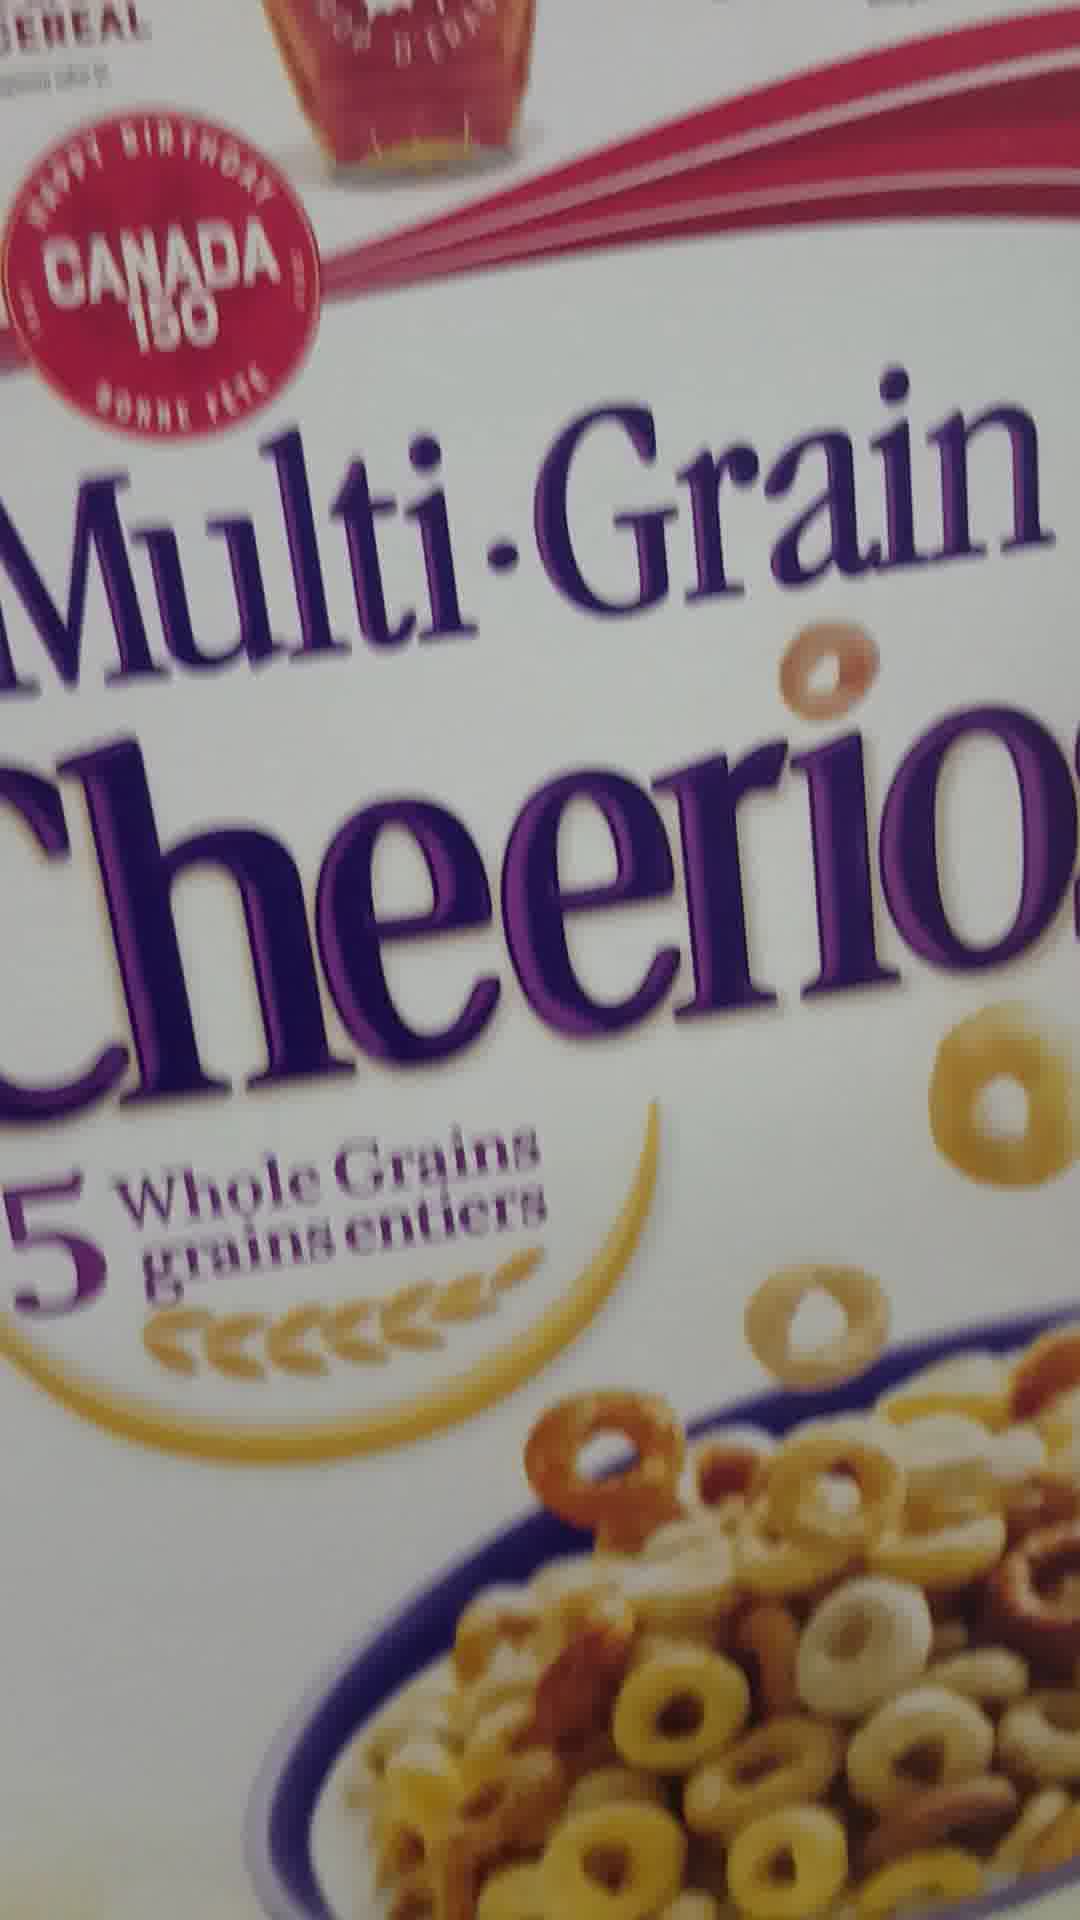 CEREAL
HAPPY BIRTHDAY
CANADA
150
BONNE FÊTE
Multi·Grain
Cheerios
5 Whole Grains
grains entiers